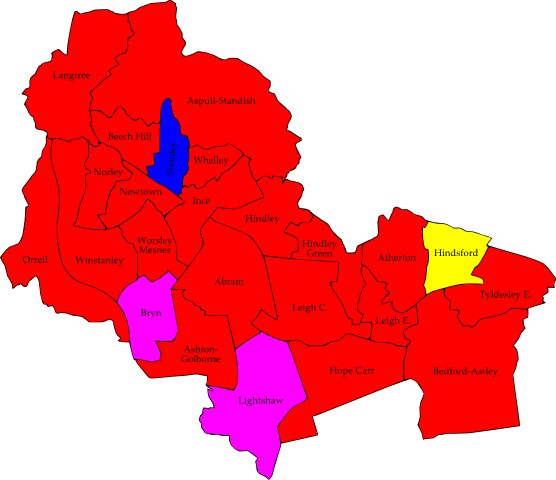 Langtree
Aspull-Standish
Beech Hill
Swinley
Whelley
Norley
Newtown
Ince
Hindley
Worsley
Mesnes
Hindley
Green
Orrell
Winstanley
Atherton
Hindsford
Abram
Tyldesley E.
Bryn
Leigh C.
Leigh E.
Ashton-
Golborne
Hope Carr
Bedford-Astley
Lightshaw